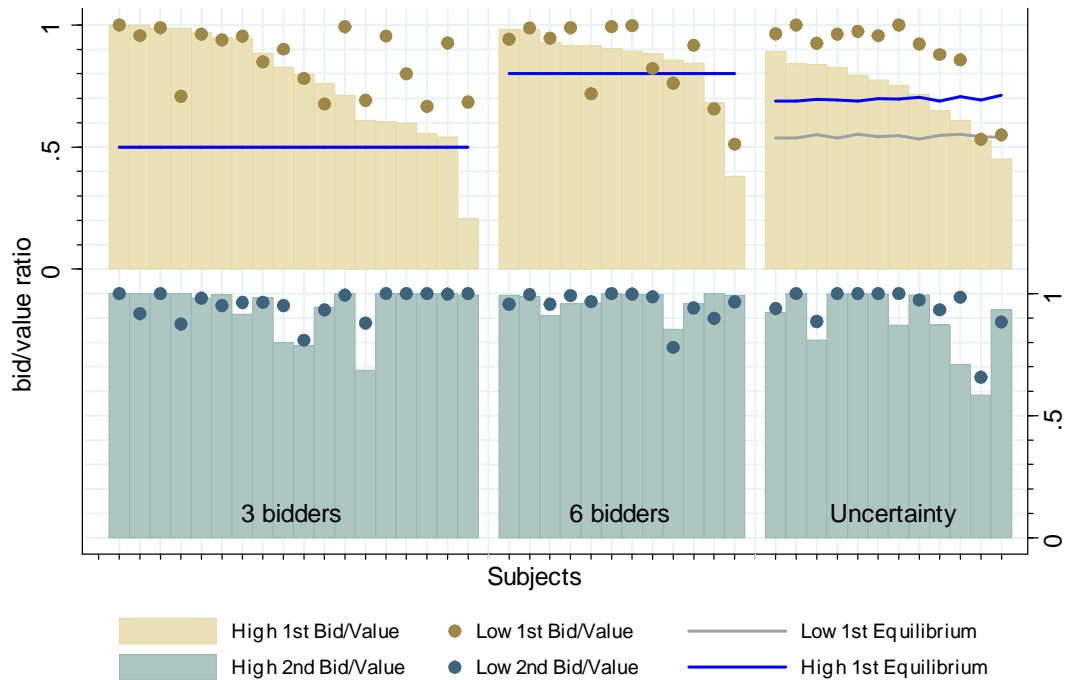 1
.5
0
bid/value ratio
1
.5
0
3 bidders
6 bidders
Uncertainty
Subjects
High 1st Bid/Value
Low 1st Bid/Value
Low 1st Equilibrium
High 2nd Bid/Value
Low 2nd Bid/Value
High 1st Equilibrium